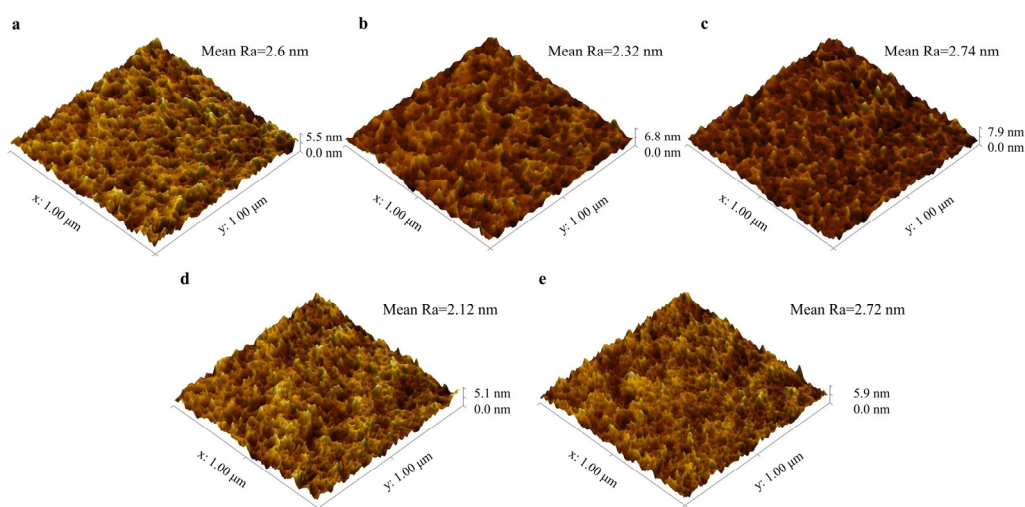 a
Mean Ra=2.6 nm
5.5 nm
0.0 nm
x: 1.00 µm
y: 1.00 µm
b
Mean Ra=2.32 nm
6.8 nm
0.0 nm
x: 1.00 µm
y: 1.00 µm
c
Mean Ra=2.74 nm
7.9 nm
0.0 nm
x: 1.00 µm
y: 1.00 µm
d
Mean Ra=2.12 nm
5.1 nm
0.0 nm
x: 1.00 µm
y: 1.00 µm
e
Mean Ra=2.72 nm
5.9 nm
0.0 nm
x: 1.00 µm
y: 1.00 µm